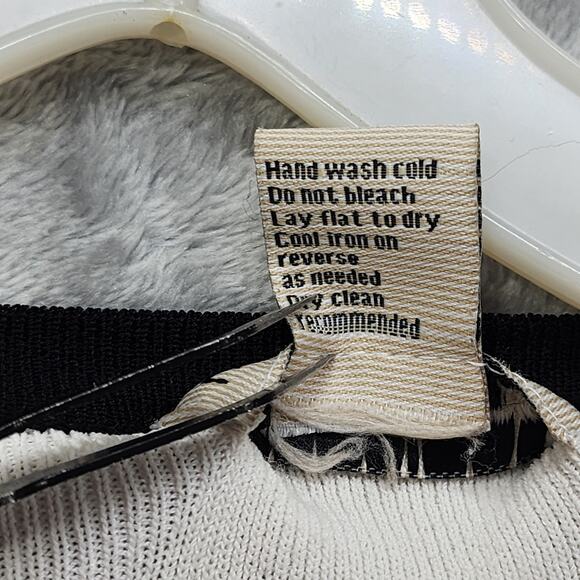 Hand wash cold
Do not bleach
Lay flat to dry
Cool iron on
reverse
as needed
Dry clean
recommended